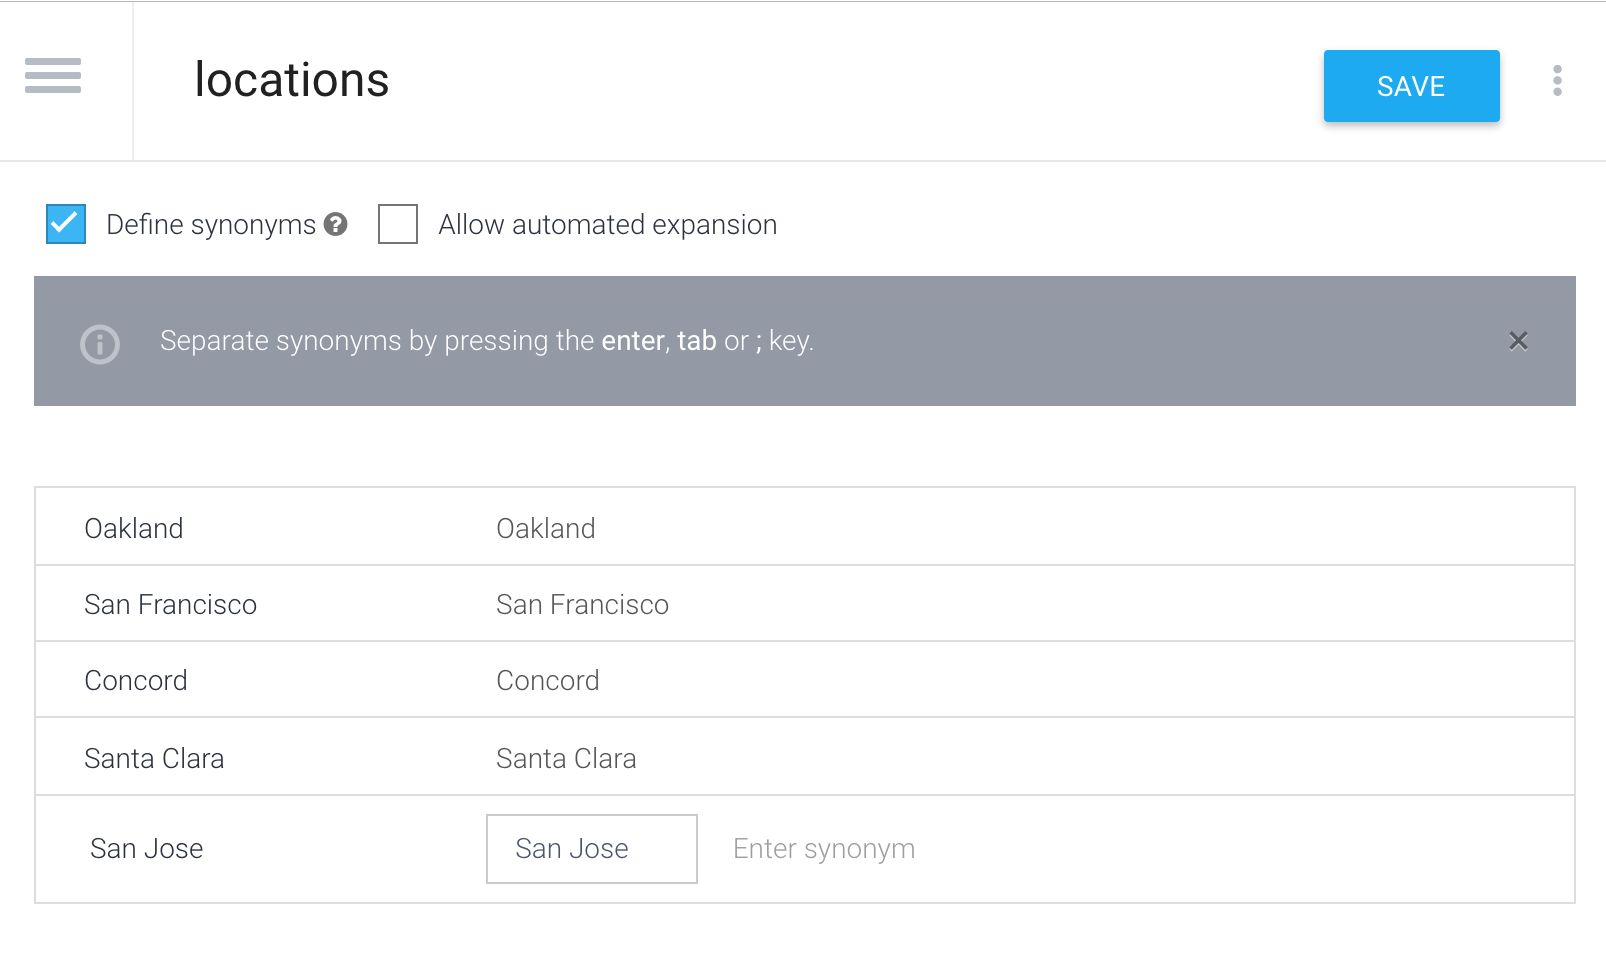 locations
SAVE
Define synonyms ? Allow automated expansion
Separate synonyms by pressing the enter, tab or ; key.
Oakland Oakland
San Francisco San Francisco
Concord Concord
Santa Clara Santa Clara
San Jose San Jose Enter synonym